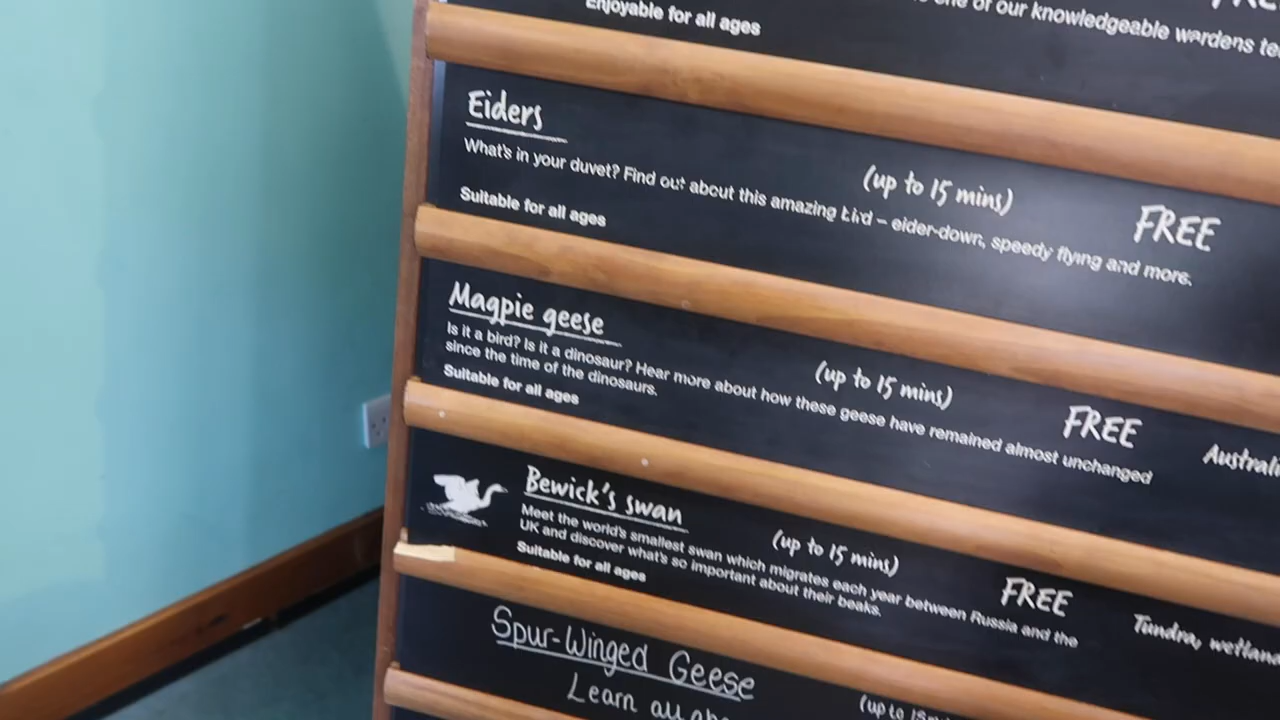 one of our knowledgeable wardens
Enjoyable for all ages
Eiders
(up to 15 mins)
FREE
What's in your duvet? Find out about this amazing bird – eider-down, speedy flying and more.
Suitable for all ages
Magpie geese
(up to 15 mins)
FREE
Is it a bird? Is it a dinosaur? Hear more about how these geese have remained almost unchanged
since the time of the dinosaurs.
Suitable for all ages
Bewick's swan
(up to 15 mins)
FREE
Tundra,
Meet the world's smallest swan which migrates each year between Russia and the
UK and discover what's so important about their beaks.
Suitable for all ages
Spur-Winged Geese
(up to 15
Learn all